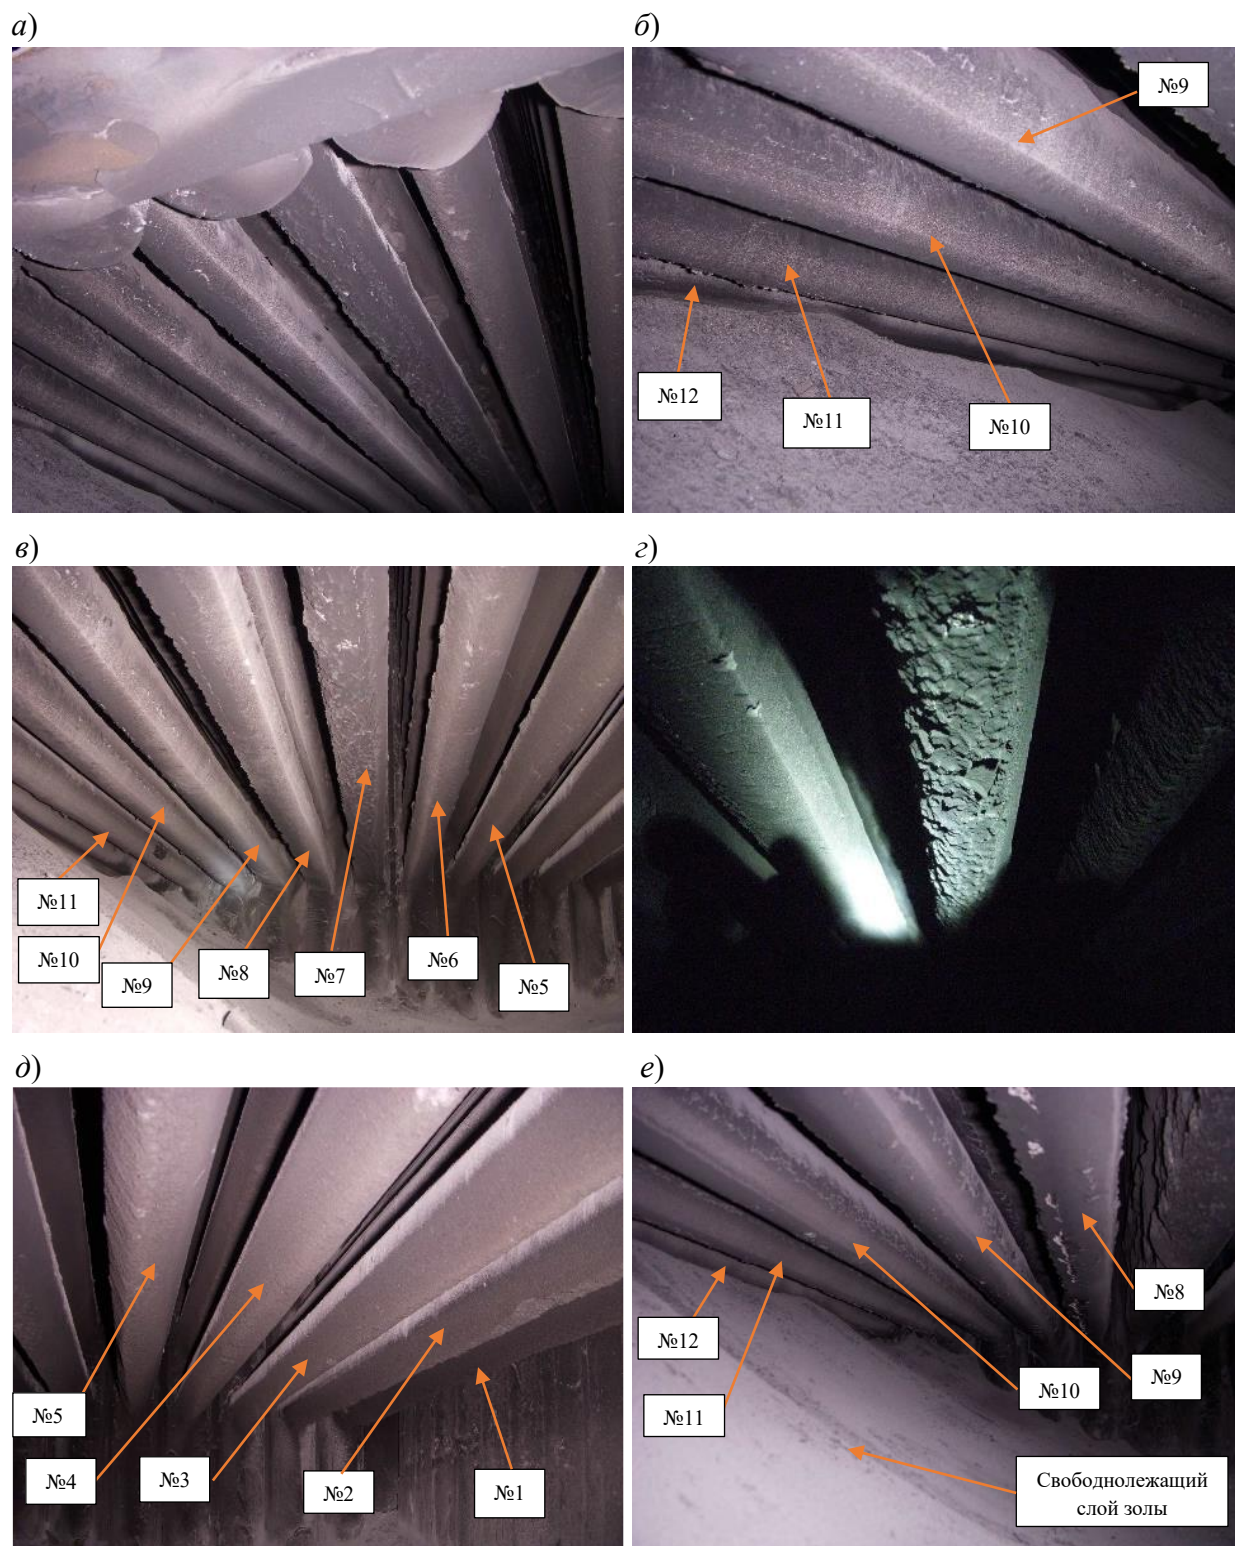 а)
б)
№9
№12
№11
№10
в)
г)
№11
№10
№9
№8
№7
№6
№5
д)
е)
№5
№4
№3
№2
№1
№8
№12
№9
№10
№11
Свободнолежащий
слой золы